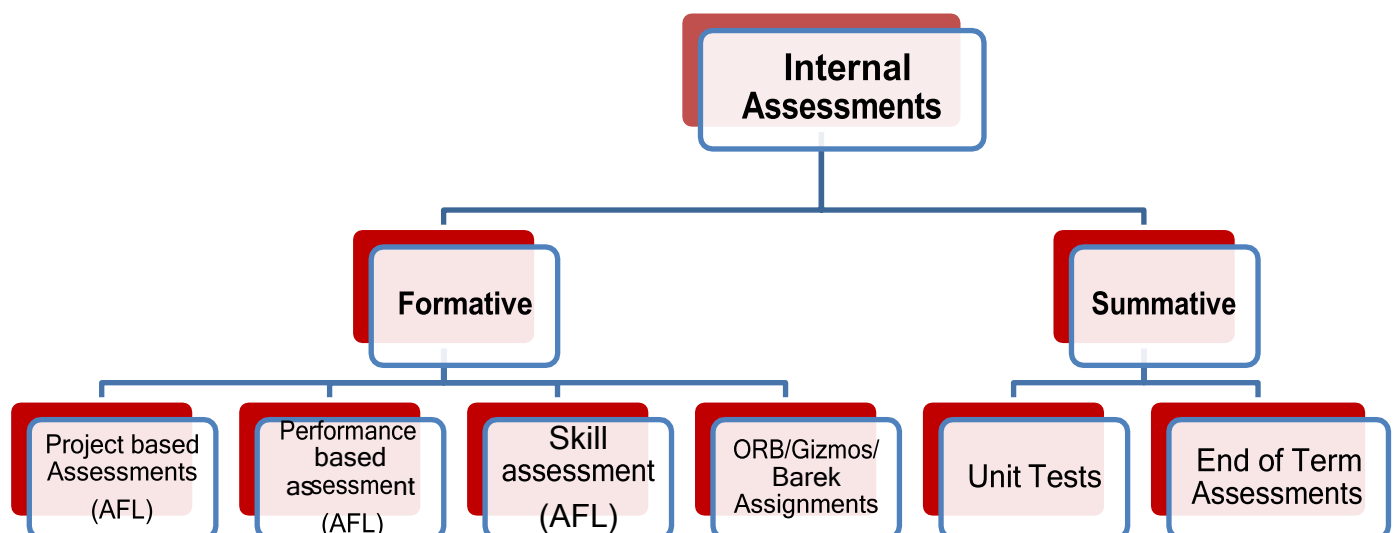 Internal
Assessments
Formative
Summative
Project based
Assessments
(AFL)
Performance
based
assessment
(AFL)
Skill
assessment
(AFL)
ORB/Gizmos/
Barek
Assignments
Unit Tests
End of Term
Assessments